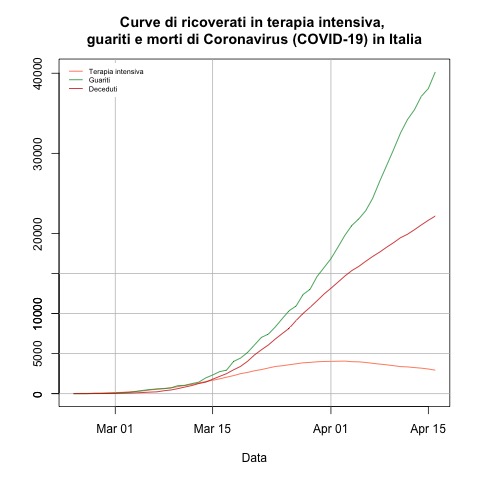 Curve di ricoverati in terapia intensiva,
guariti e morti di Coronavirus (COVID-19) in Italia
Terapia intensiva
Guariti
Deceduti
40000
30000
20000
10000
5000
0
Mar 01
Mar 15
Apr 01
Apr 15
Data